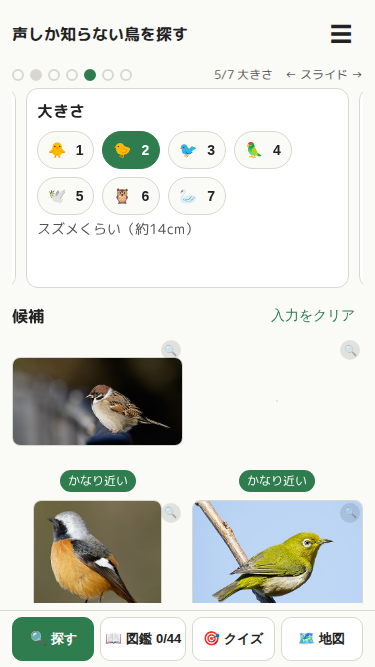 声しか知らない鳥を探す
5/7 大きさ ← スライド →
大きさ
1 2 3 4
5 6 7
スズメくらい（約14cm）
候補 入力をクリア
かなり近い かなり近い
探す 図鑑 0/44 クイズ 地図